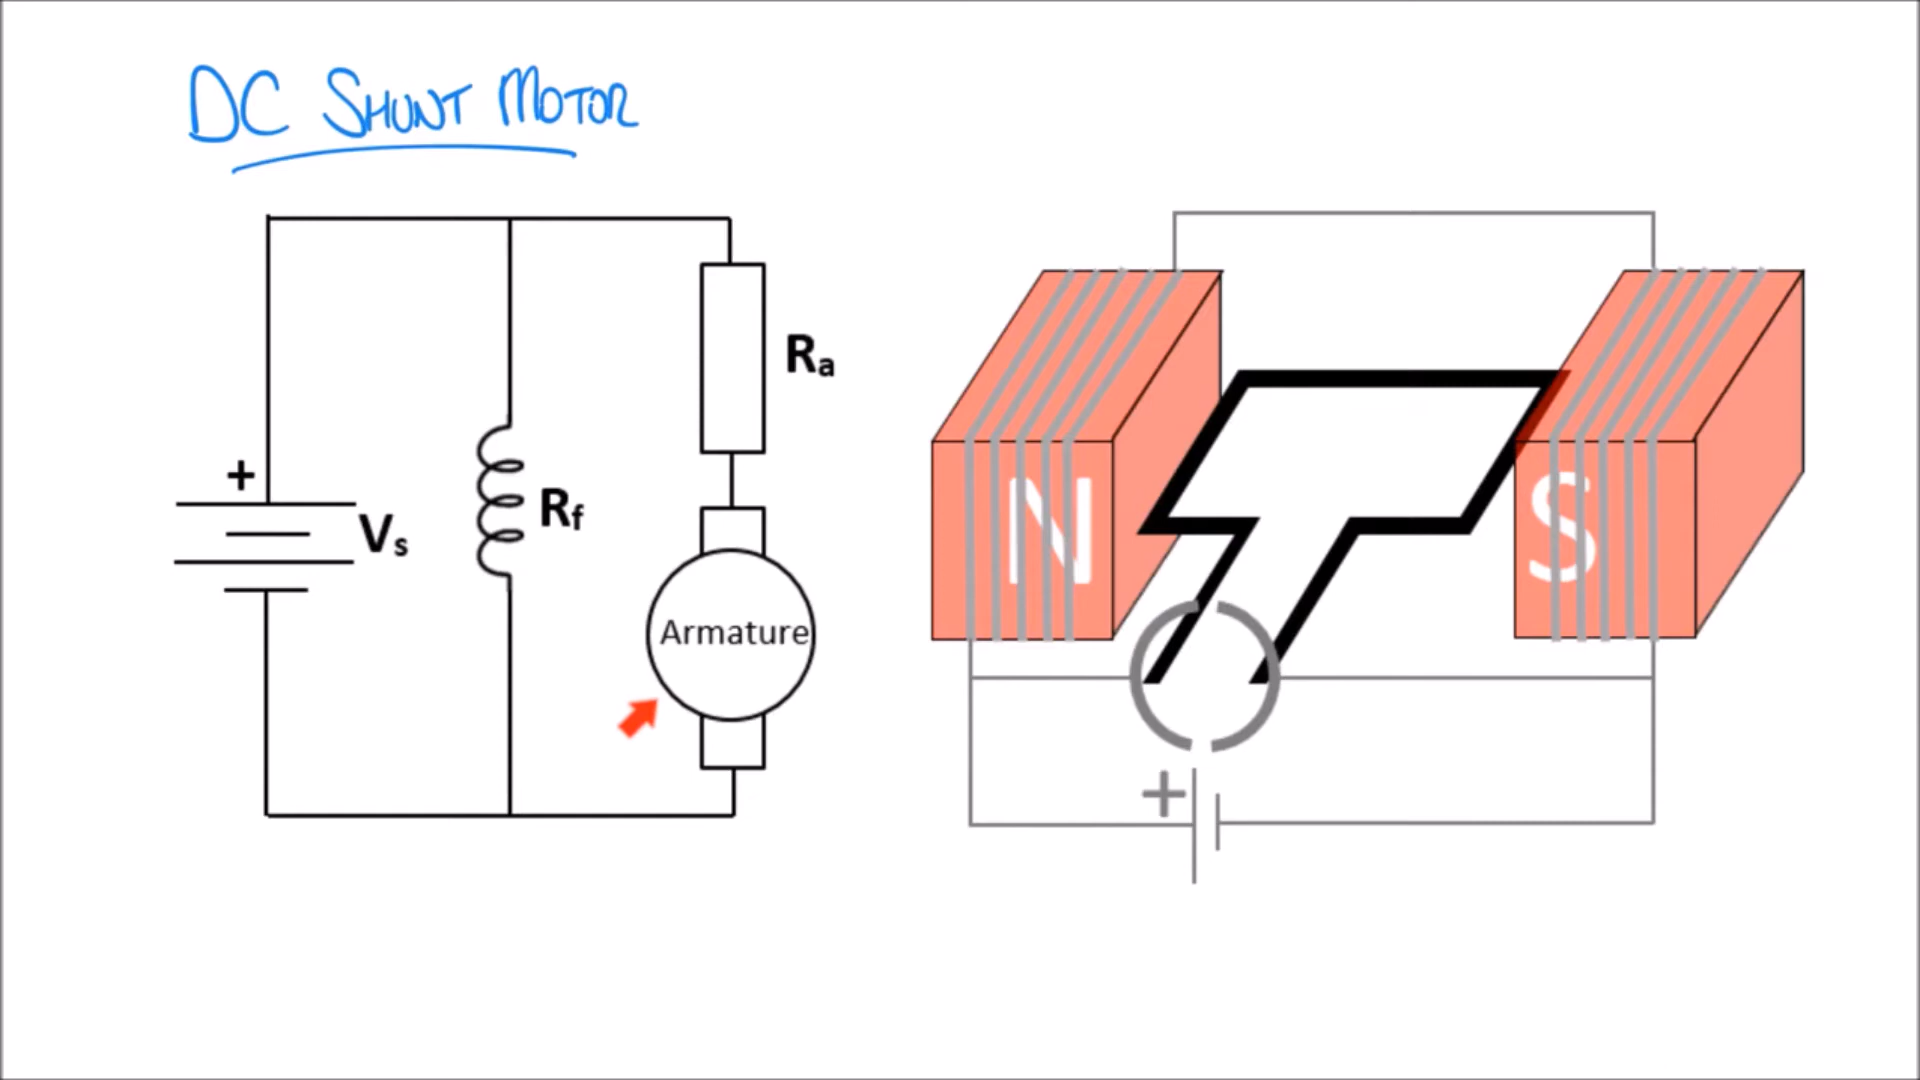 DC SHUNT MOTOR
Ra
+
Vs
Rf
Armature
N
S
+